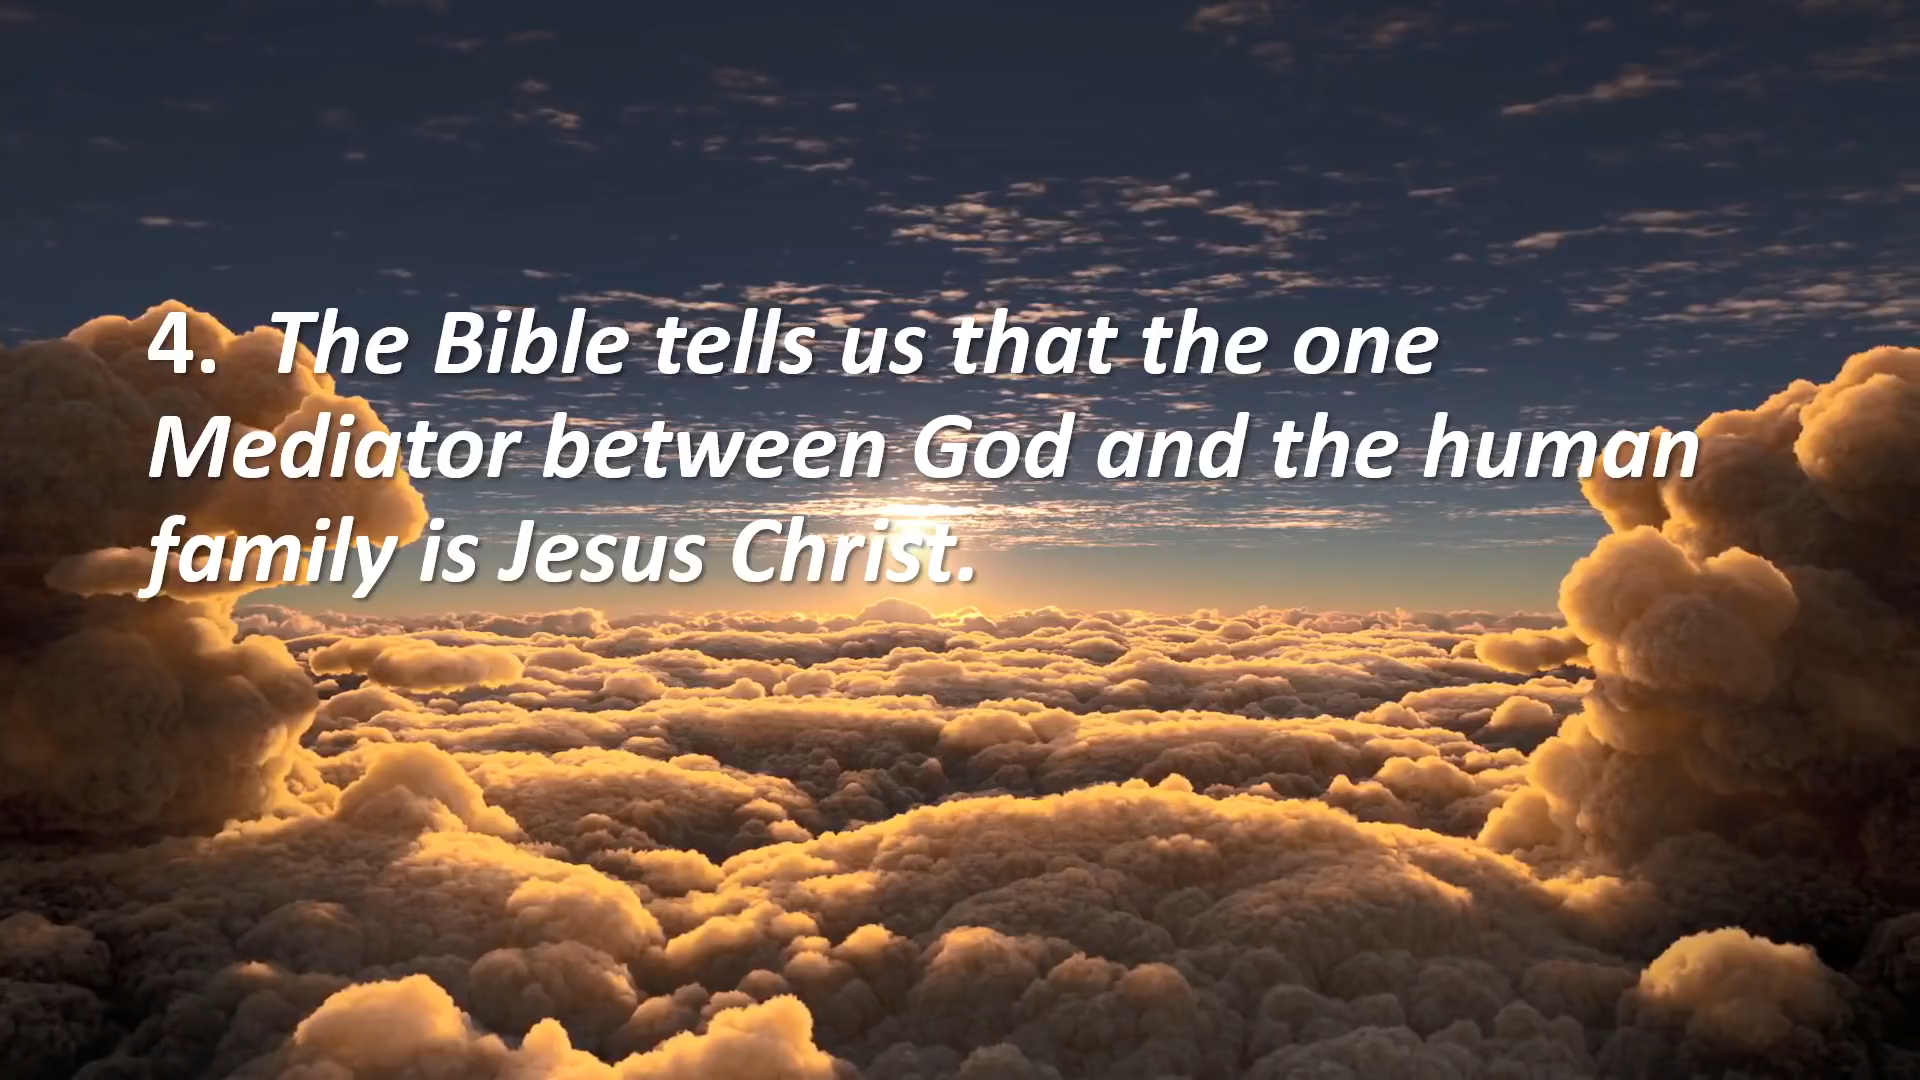 4.  The Bible tells us that the one
Mediator between God and the human
family is Jesus Christ.